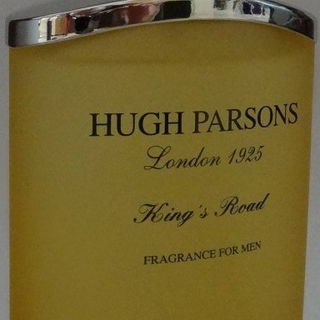 HUGH PARSONS
London 1925
King's Road
FRAGRANCE FOR MEN